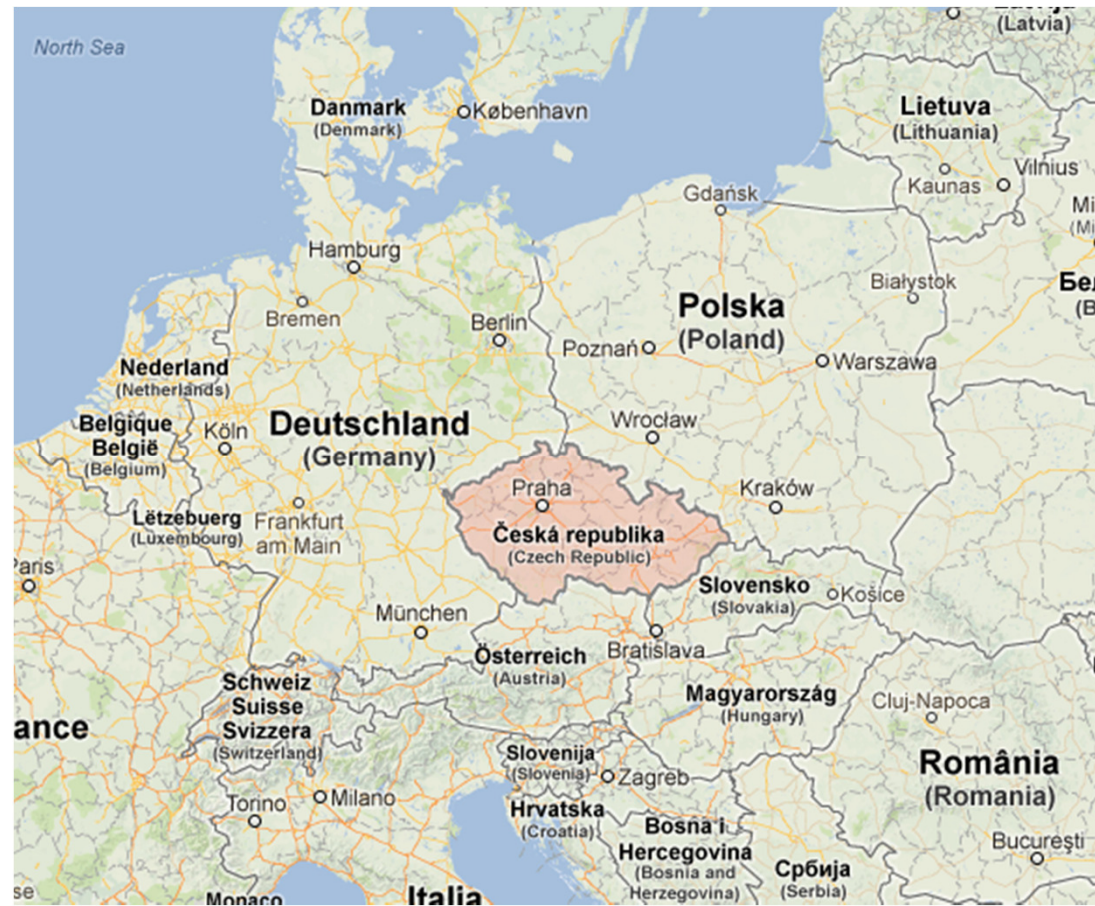 North Sea
(Latvia)
Danmark
(Denmark)
København
Lietuva
(Lithuania)
Vilnius
Kaunas
Gdańsk
Hamburg
Białystok
Bremen
Berlin
Polska
(Poland)
Poznań
Warszawa
Nederland
(Netherlands)
Belgique
België
(Belgium)
Köln
Deutschland
(Germany)
Wrocław
Praha
Kraków
Lëtzebuerg
(Luxembourg)
Frankfurt
am Main
Česká republika
(Czech Republic)
Paris
Slovensko
(Slovakia)
Košice
München
Bratislava
Österreich
(Austria)
Schweiz
Suisse
Svizzera
(Switzerland)
Magyarország
(Hungary)
Cluj-Napoca
ance
Slovenija
(Slovenia)
Zagreb
România
(Romania)
Torino
Milano
Hrvatska
(Croatia)
Bosna i
Hercegovina
(Bosnia and
Herzegovina)
Србија
(Serbia)
București
se
Monaco
Italia